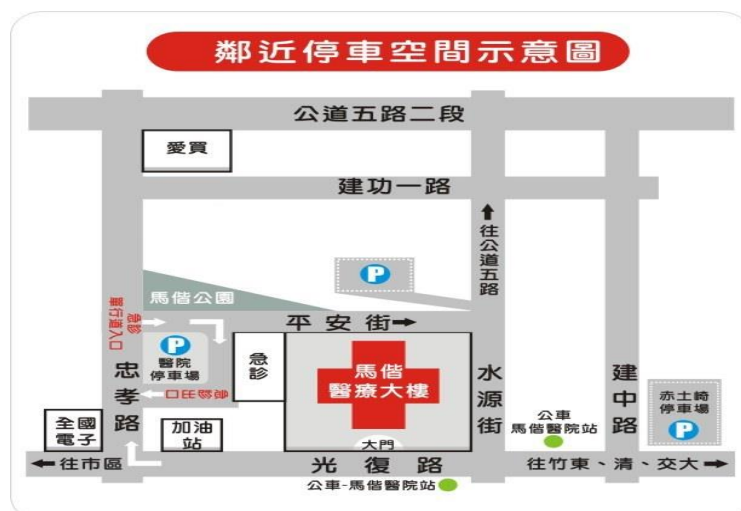 鄰近停車空間示意圖
公道五路二段
愛買
建功一路
往公道五路
P
馬偕公園
急診
單行道入口
平安街
P
醫院
停車場
急診
馬偕
醫療大樓
急診出口
忠孝路
水源街
建中路
赤土崎
停車場
P
公車
馬偕醫院站
全國
電子
加油
站
大門
往市區
光復路
往竹東、清、交大
公車-馬偕醫院站